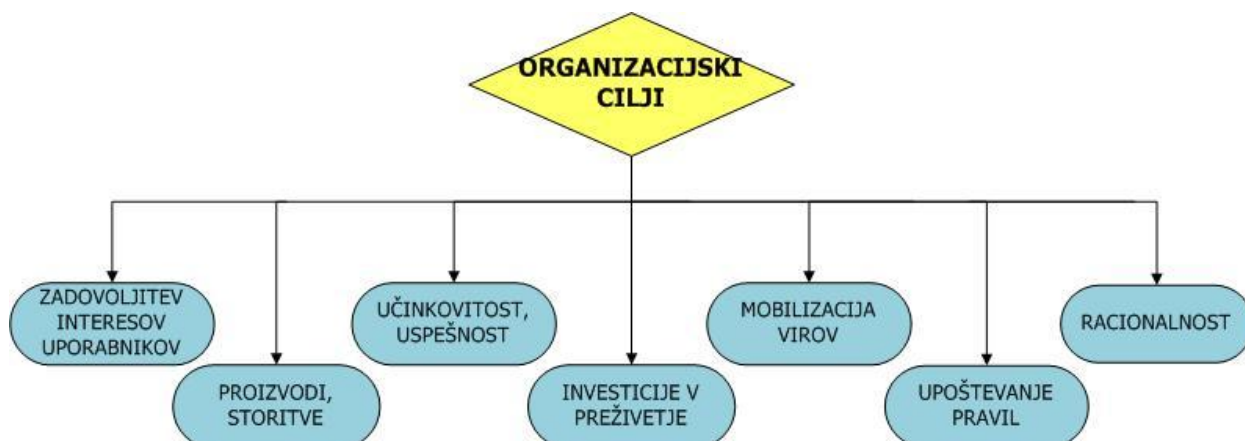 ORGANIZACIJSKI
CILJI
ZADOVOLJITEV
INTERESOV
UPORABNIKOV
PROIZVODI,
STORITVE
UČINKOVITOST,
USPEŠNOST
INVESTICIJE V
PREŽIVETJE
MOBILIZACIJA
VIROV
UPOŠTEVANJE
PRAVIL
RACIONALNOST